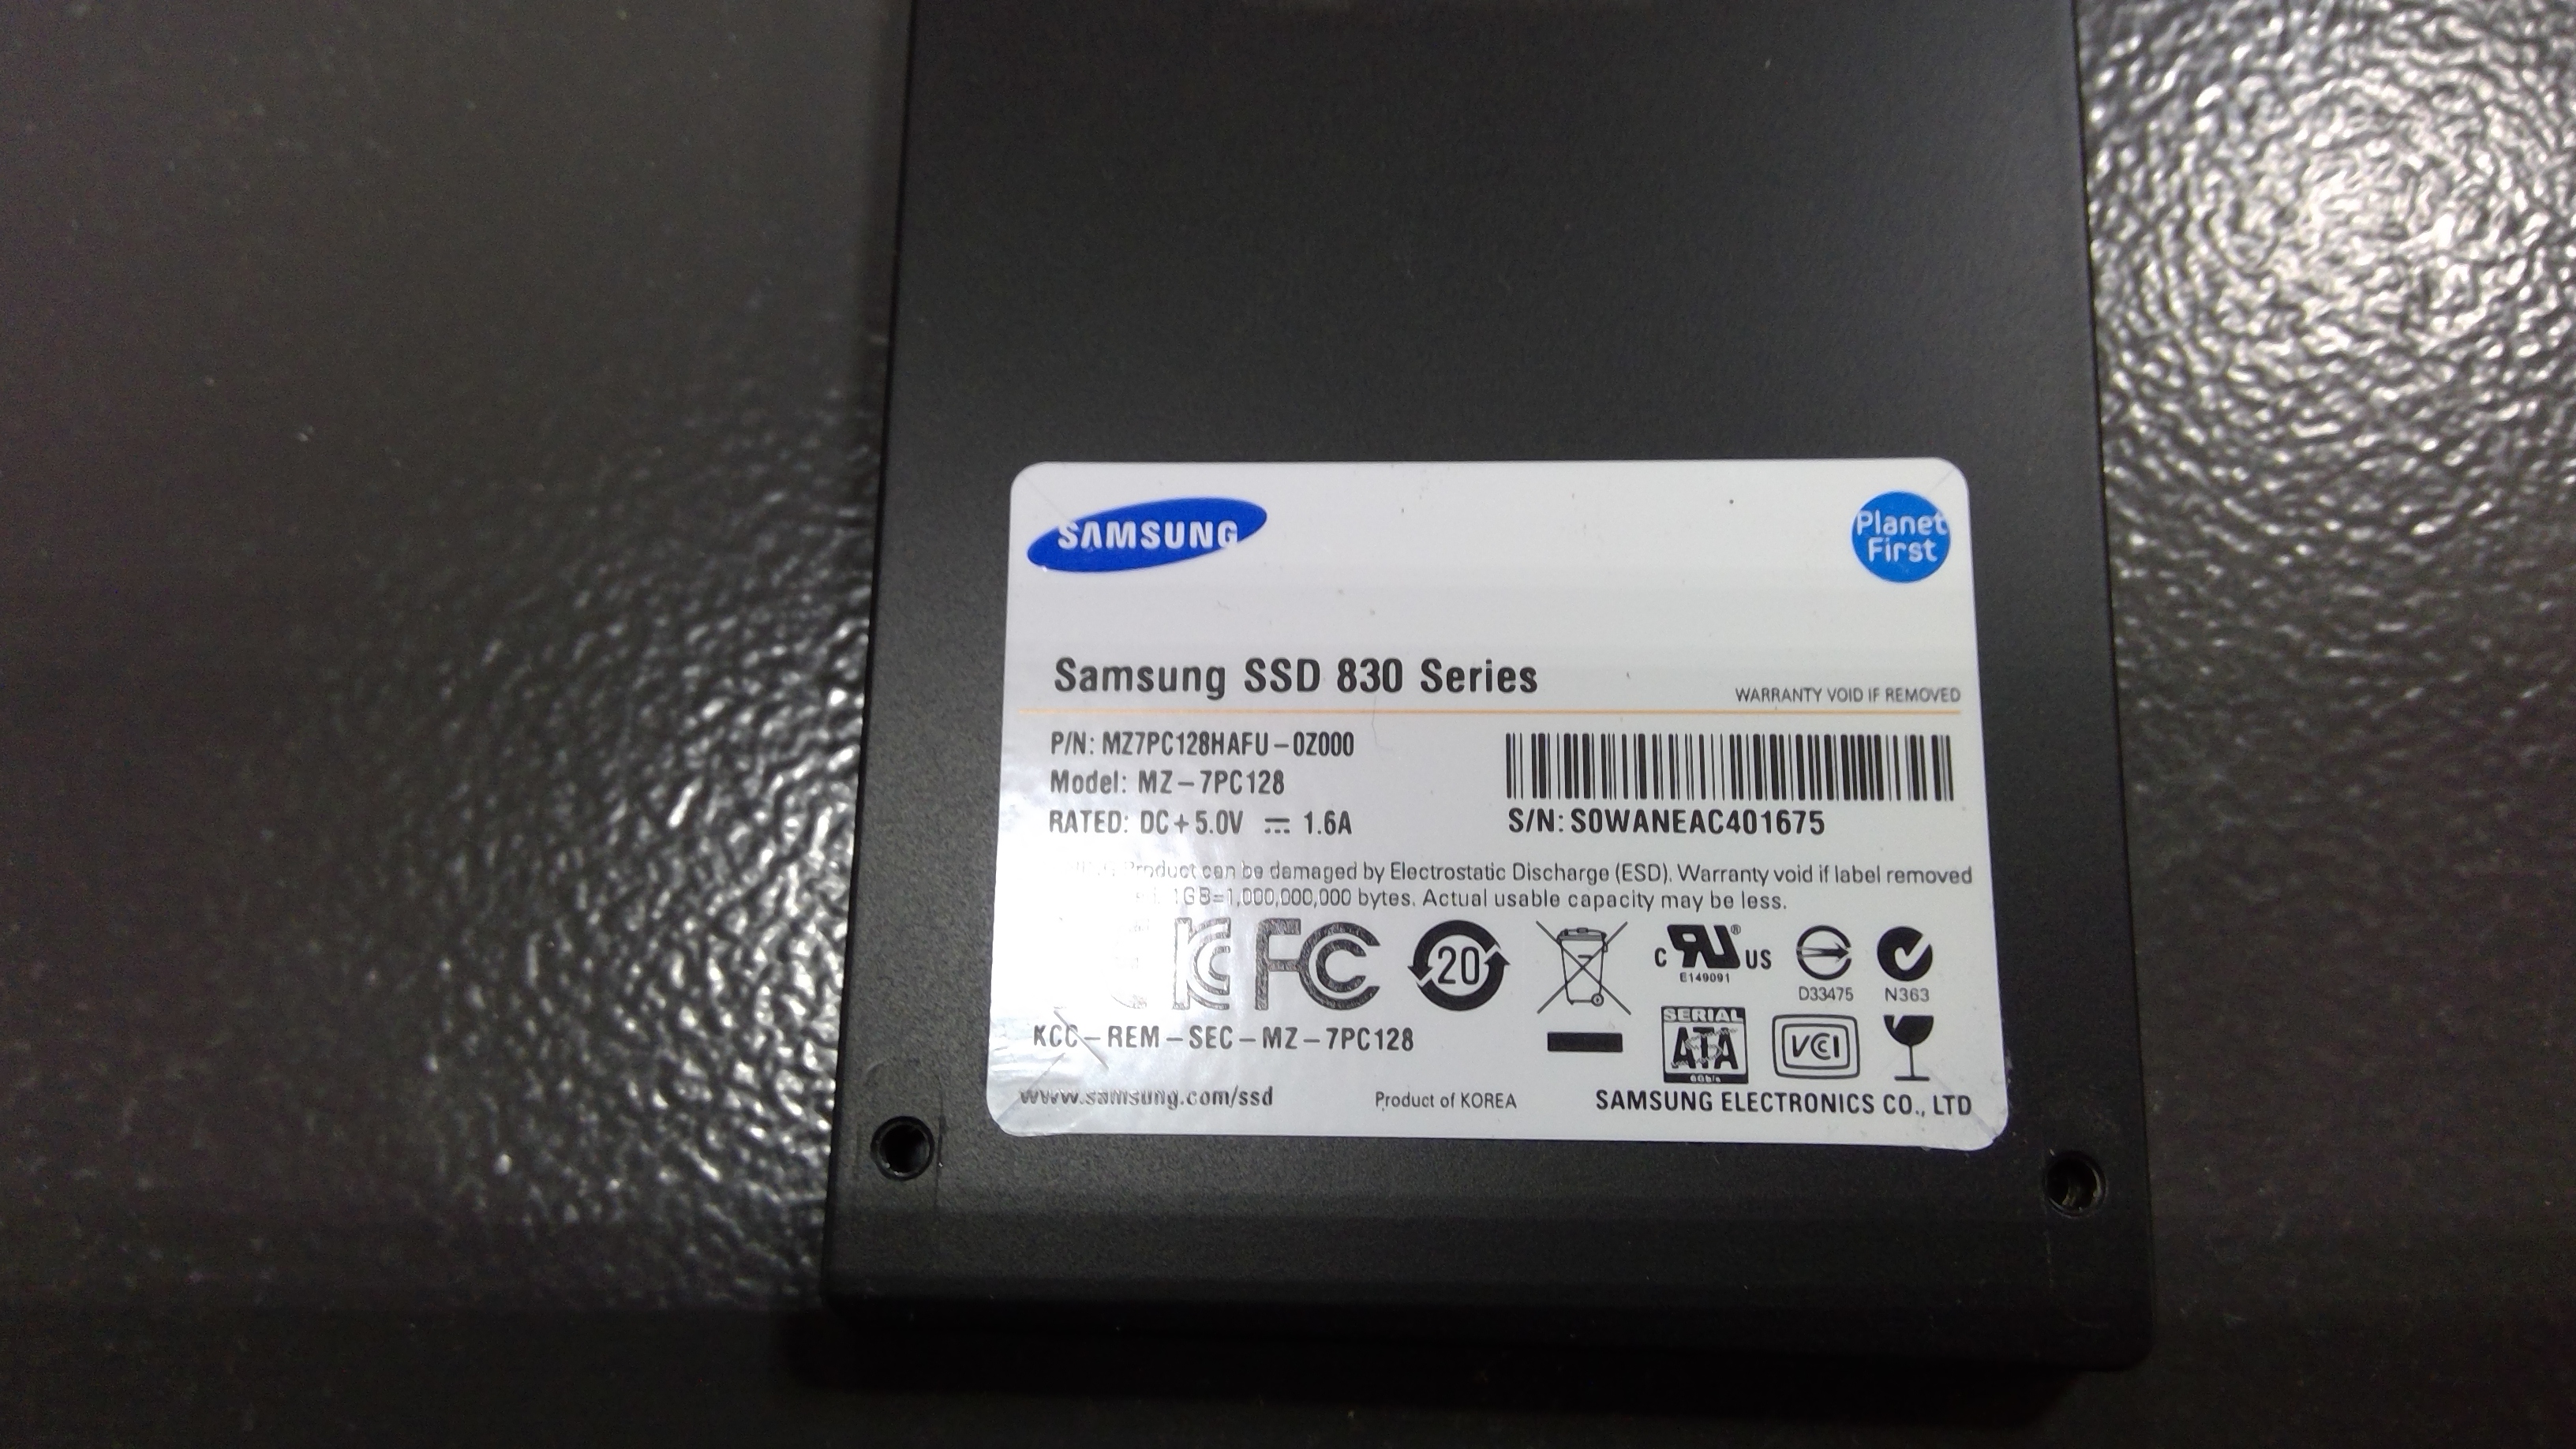 SAMSUNG
Planet
First
Samsung SSD 830 Series
WARRANTY VOID IF REMOVED
P/N: MZ7PC128HAFU-0Z000
Model: MZ-7PC128
RATED: DC+5.0V ⎓ 1.6A
S/N: S0WANEAC401675
Product can be damaged by Electrostatic Discharge (ESD). Warranty void if label removed
1GB=1,000,000,000 bytes. Actual usable capacity may be less.
FC
20
c RU® US
E149091
D33475
N363
KCC-REM-SEC-MZ-7PC128
SERIAL
ATA
6Gb/s
VCI
www.samsung.com/ssd
Product of KOREA
SAMSUNG ELECTRONICS CO., LTD